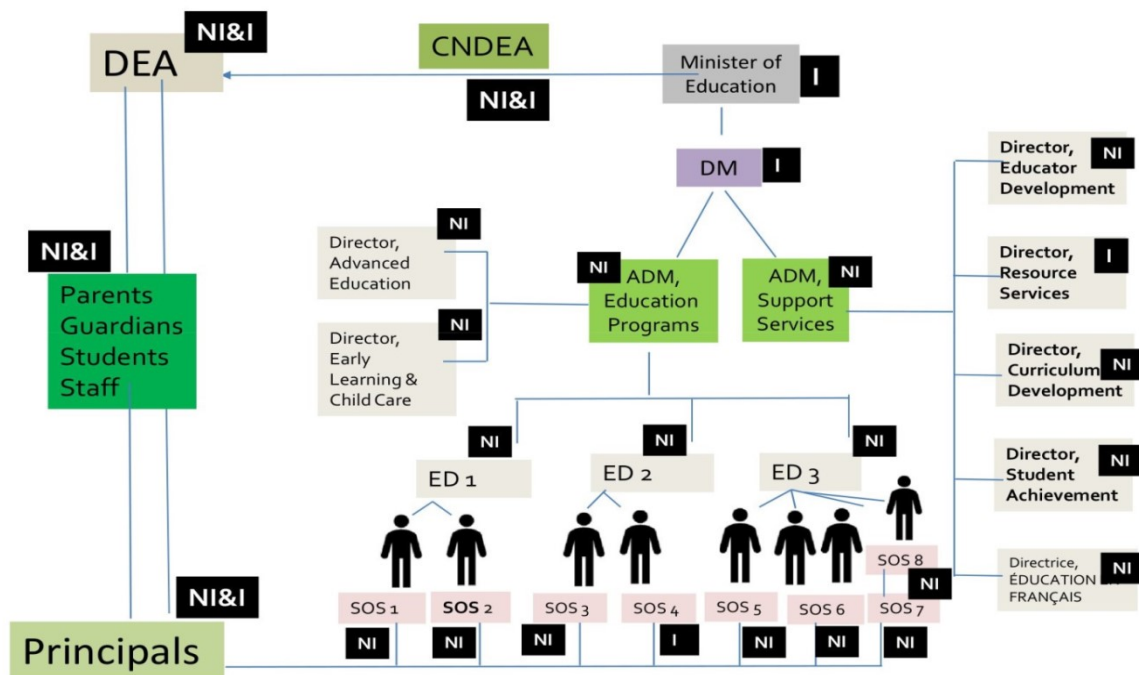 NI&I
DEA
CNDEA
NI&I
Minister of
Education
I
DM
I
Director,
Educator
Development
NI
Director,
Advanced
Education
NI
NI
ADM,
Education
Programs
ADM,
Support
Services
NI
Director,
Resource
Services
I
NI&I
Parents
Guardians
Students
Staff
Director,
Early
Learning &
Child Care
NI
Director,
Curriculum
Development
NI
NI
ED 1
NI
ED 2
NI
ED 3
Director,
Student
Achievement
NI
SOS 8
NI
Directrice,
ÉDUCATION
FRANÇAIS
NI
SOS 1
SOS 2
SOS 3
SOS 4
SOS 5
SOS 6
SOS 7
NI
NI
NI
I
NI
NI
NI
NI&I
Principals